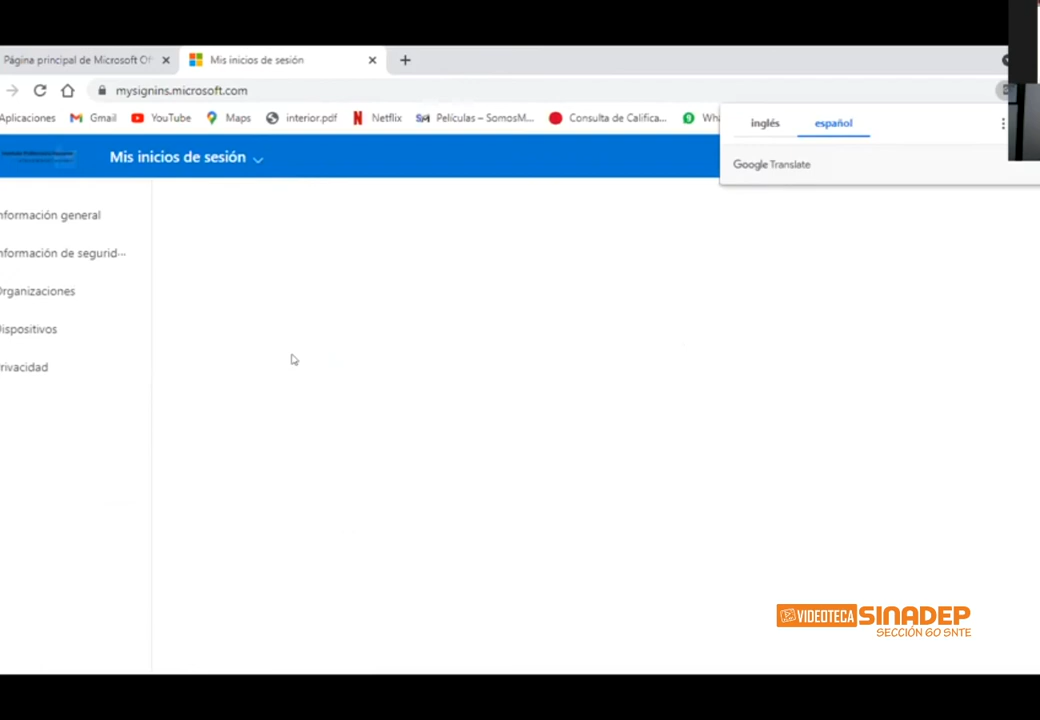 Página principal de Microsoft Of
Mis inicios de sesión
mysignins.microsoft.com
Aplicaciones
Gmail
YouTube
Maps
interior.pdf
Netflix
Películas – SomosM...
Consulta de Califica...
Wh
inglés
español
Google Translate
Mis inicios de sesión
nformación general
nformación de segurid...
Organizaciones
ispositivos
rivacidad
VIDEOTECA SINADEP
SECCIÓN 60 SNTE